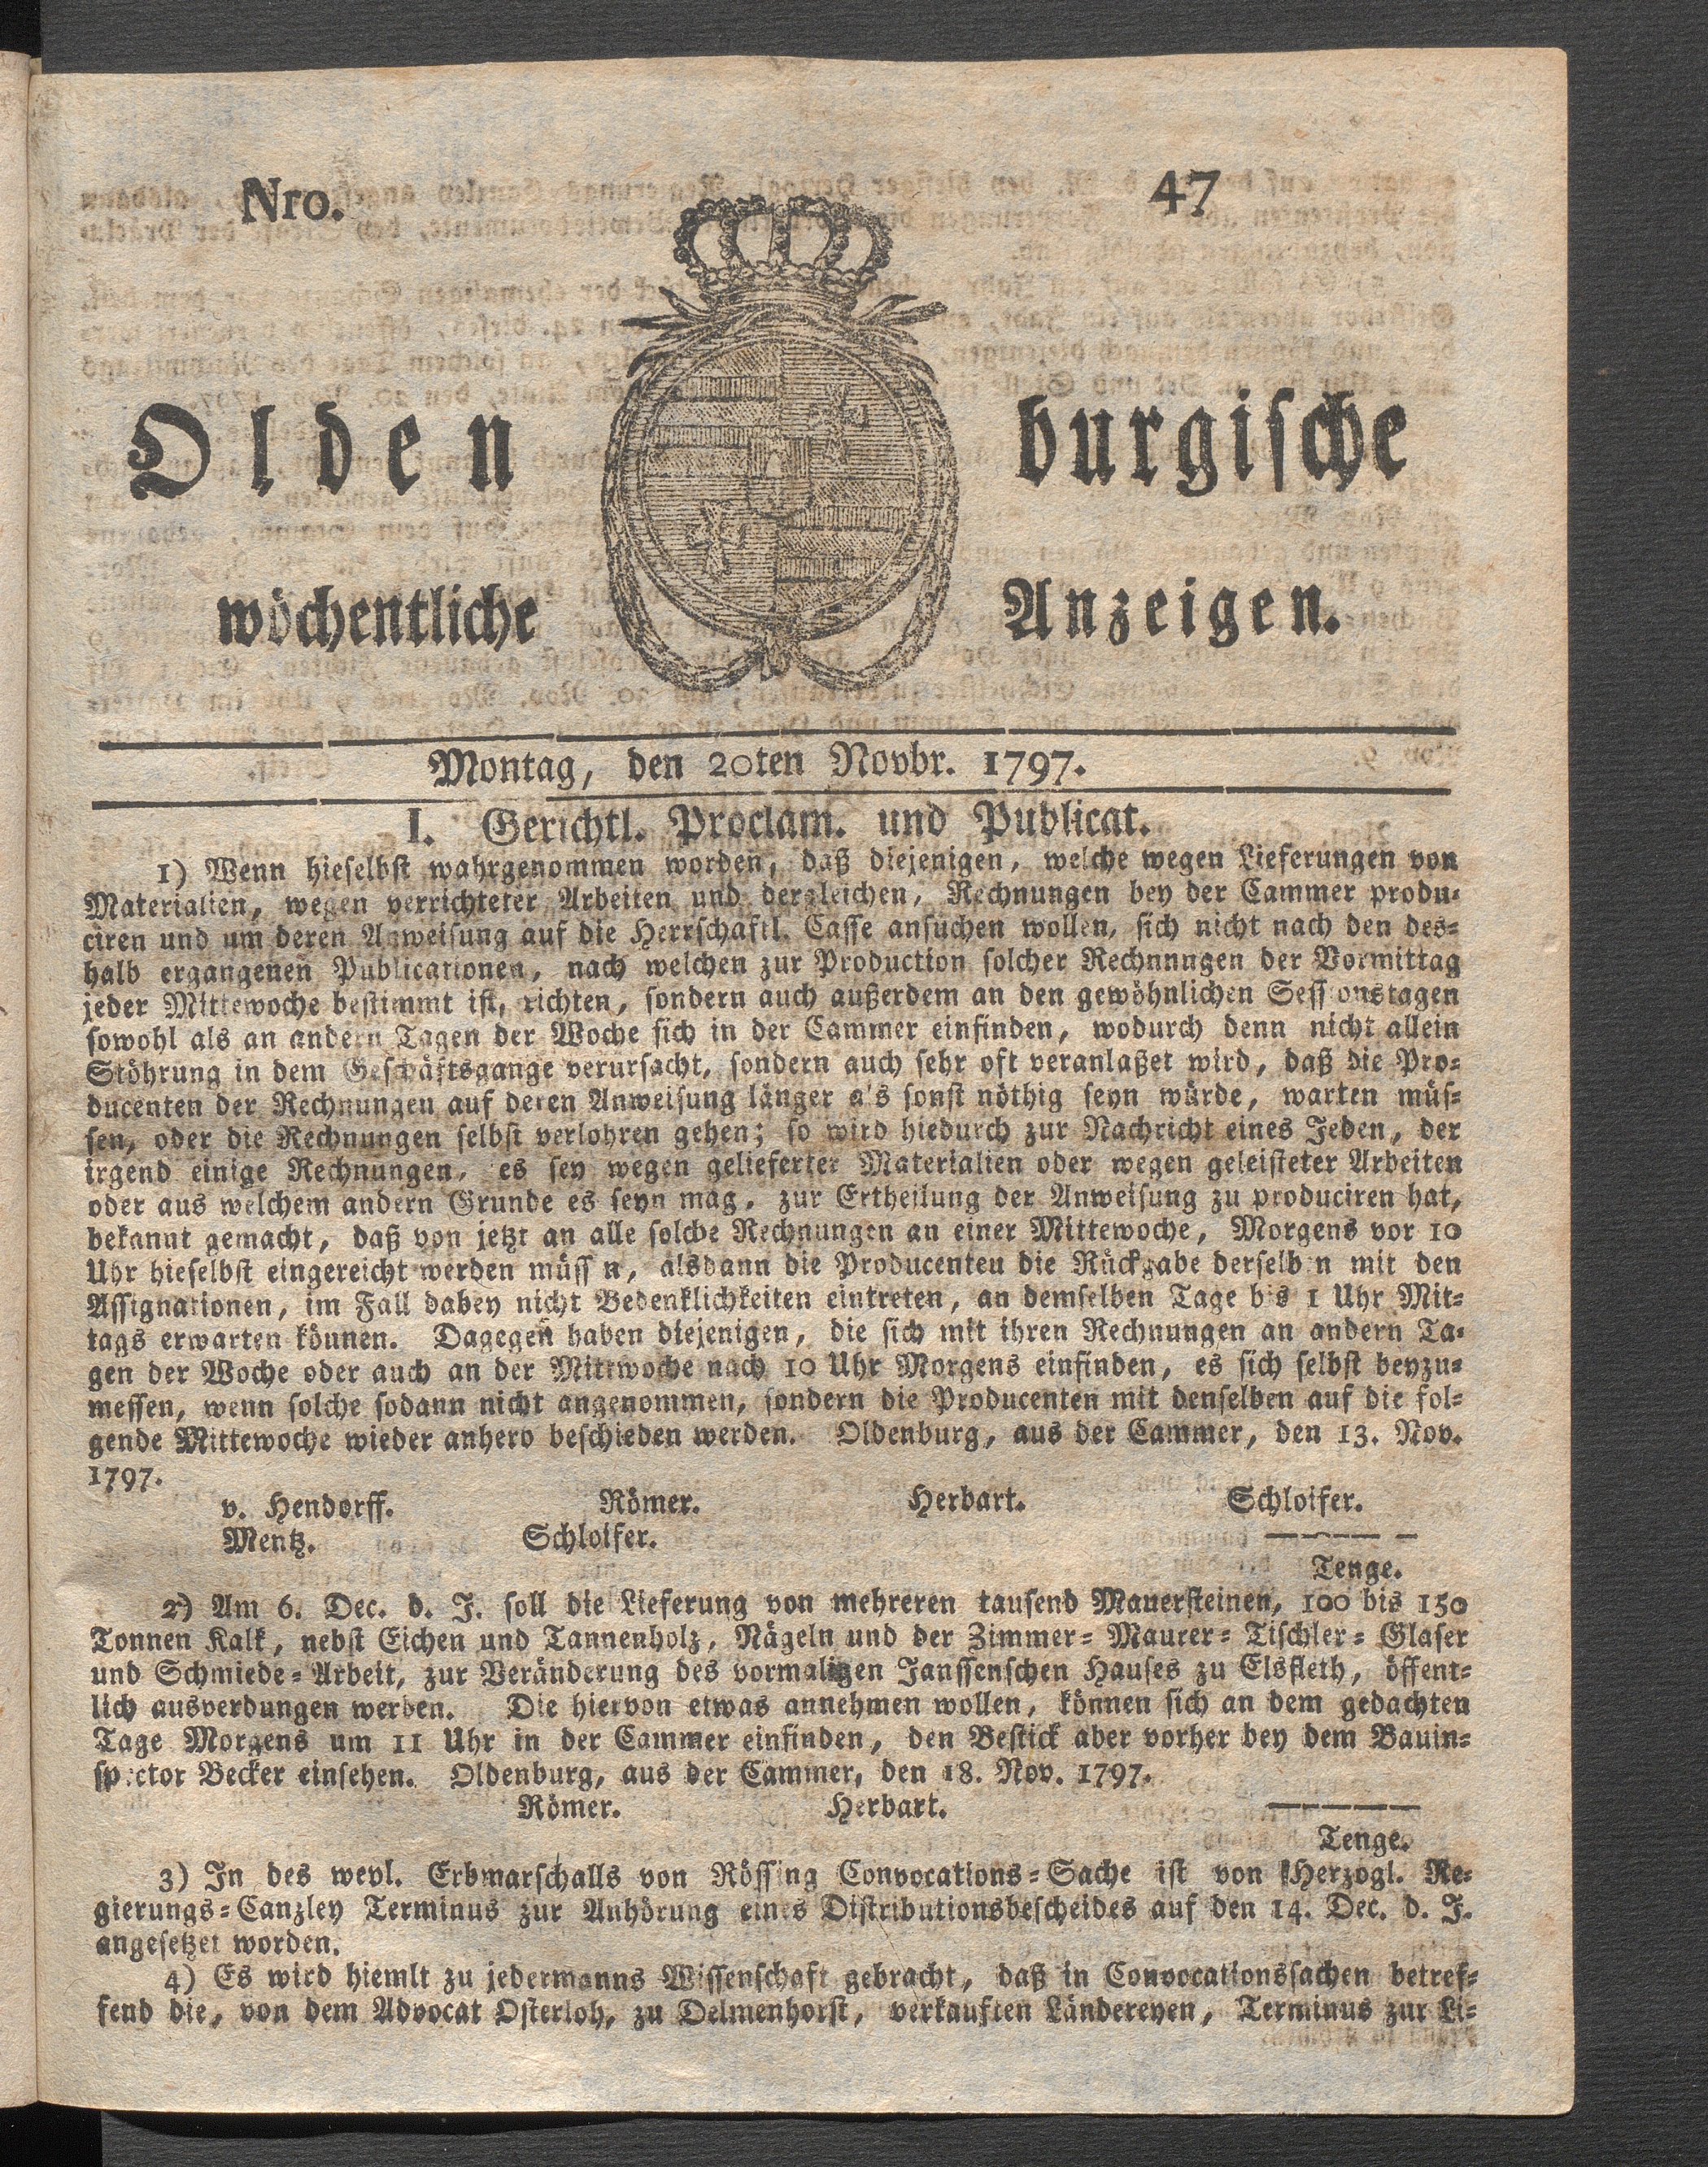 Nro. 47
Olden burgische
wöchentliche Anzeigen.
Montag, den 20ten Novbr. 1797.
I. Gerichtl. Proclam. und Publicat.
1) Wenn hieselbst wahrgenommen worden, daß diejenigen, welche wegen Lieferungen von
Materialien, wegen verrichteter Arbeiten und dergleichen, Rechnungen bey der Cammer produ-
ciren und um deren Anweisung auf die Herrschaftl. Casse ansuchen wollen, sich nicht nach den des-
halb ergangenen Publicationen, nach welchen zur Production solcher Rechnnngen der Vormittag
jeder Mittewoche bestimmt ist, richten, sondern auch außerdem an den gewöhnlichen Sessionstagen
sowohl als an andern Tagen der Woche sich in der Cammer einfinden, wodurch denn nicht allein
Stöhrung in dem Geschäftsgange verursacht, sondern auch sehr oft veranlaßet wird, daß die Pro-
ducenten der Rechnungen auf deren Anweisung länger als sonst nöthig seyn würde, warten müs-
sen, oder die Rechnungen selbst verlohren gehen; so wird hiedurch zur Nachricht eines Jeden, der
irgend einige Rechnungen, es sey wegen gelieferter Materialien oder wegen geleisteter Arbeiten
oder aus welchem andern Grunde es seyn mag, zur Ertheilung der Anweisung zu produciren hat,
bekannt gemacht, daß von jetzt an alle solche Rechnungen an einer Mittewoche, Morgens vor 10
Uhr hieselbst eingereicht werden müss n, alsdann die Producenten die Rückgabe derselb n mit den
Assignationen, im Fall dabey nicht Bedenklichkeiten eintreten, an demselben Tage bis 1 Uhr Mit-
tags erwarten können. Dagegen haben diejenigen, die sich mit ihren Rechnungen an andern Ta-
gen der Woche oder auch an der Mittwoche nach 10 Uhr Morgens einfinden, es sich selbst beyzu-
messen, wenn solche sodann nicht angenommen, sondern die Producenten mit denselben auf die fol-
gende Mittewoche wieder anhero beschieden werden. Oldenburg, aus der Cammer, den 13. Nov.
1797.
v. Hendorff. Römer. Herbart. Schloifer.
Mentz. Schloifer.
Tenge.
2) Am 6. Dec. d. J. soll die Lieferung von mehreren tausend Mauersteinen, 100 bis 150
Tonnen Kalk, nebst Eichen und Tannenholz, Nägeln und der Zimmer- Maurer- Tischler- Glaser
und Schmiede-Arbeit, zur Veränderung des vormaligen Janssenschen Hauses zu Elsfleth, öffent-
lich ausverdungen werden. Die hiervon etwas annehmen wollen, können sich an dem gedachten
Tage Morgens um 11 Uhr in der Cammer einfinden, den Bestick aber vorher bey dem Bauin-
spector Becker einsehen. Oldenburg, aus der Cammer, den 18. Nov. 1797.
Römer. Herbart.
Tenge.
3) In des weyl. Erbmarschalls von Rössing Convocations-Sache ist von Herzogl. Re-
gierungs-Canzley Terminus zur Anhörung eines Distributionsbescheides auf den 14. Dec. d. J.
angesetzet worden.
4) Es wird hiemit zu jedermanns Wissenschaft gebracht, daß in Convocationssachen betref-
fend die, von dem Advocat Osterloh, zu Delmenhorst, verkauften Ländereyen, Terminus zur Li-